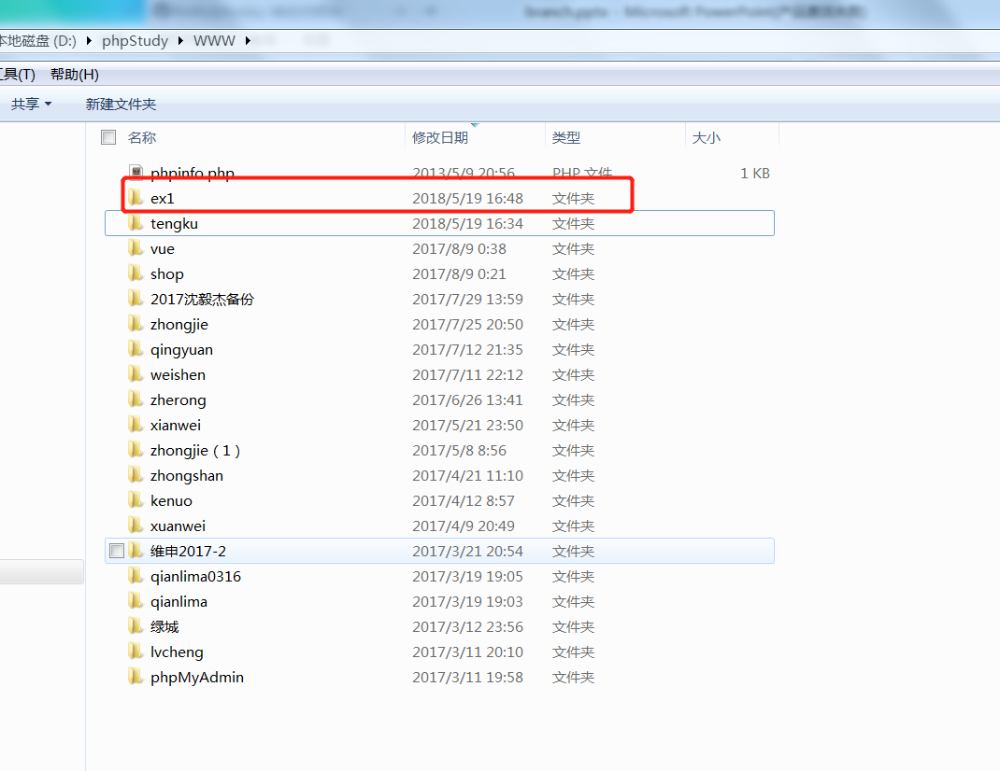 本地磁盘 (D:) phpStudy WWW
工具(T) 帮助(H)
共享 新建文件夹
名称 修改日期 类型 大小
phpinfo.php 2013/5/9 20:56 PHP 文件 1 KB
ex1 2018/5/19 16:48 文件夹
tengku 2018/5/19 16:34 文件夹
vue 2017/8/9 0:38 文件夹
shop 2017/8/9 0:21 文件夹
2017沈毅杰备份 2017/7/29 13:59 文件夹
zhongjie 2017/7/25 20:50 文件夹
qingyuan 2017/7/12 21:35 文件夹
weishen 2017/7/11 22:12 文件夹
zherong 2017/6/26 13:41 文件夹
xianwei 2017/5/21 23:50 文件夹
zhongjie ( 1 ) 2017/5/8 8:56 文件夹
zhongshan 2017/4/21 11:10 文件夹
kenuo 2017/4/12 8:57 文件夹
xuanwei 2017/4/9 20:49 文件夹
维申2017-2 2017/3/21 20:54 文件夹
qianlima0316 2017/3/19 19:05 文件夹
qianlima 2017/3/19 19:03 文件夹
绿城 2017/3/12 23:56 文件夹
lvcheng 2017/3/11 20:10 文件夹
phpMyAdmin 2017/3/11 19:58 文件夹